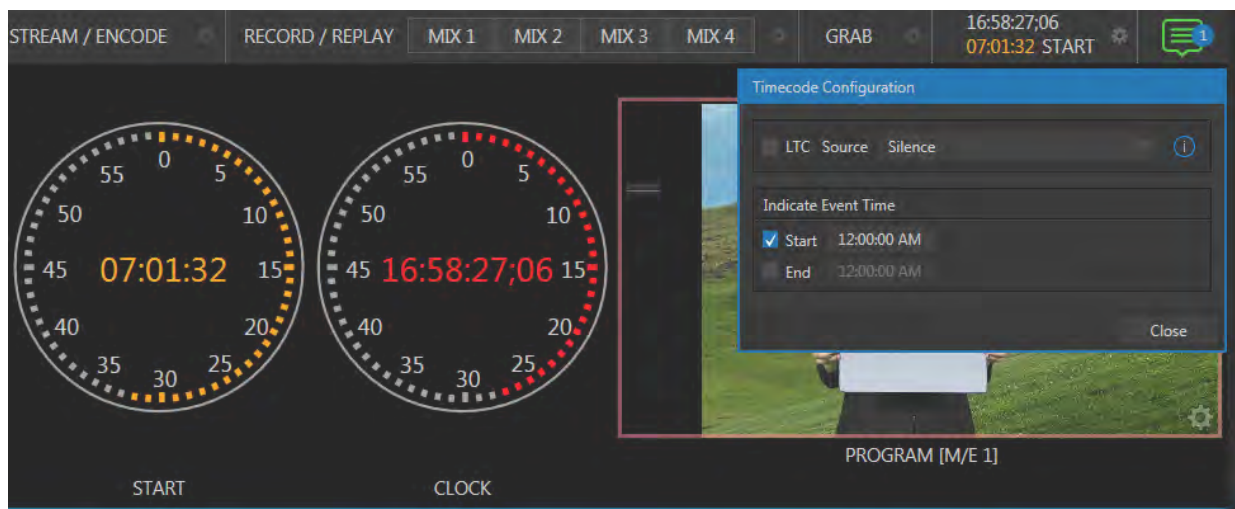 STREAM / ENCODE RECORD / REPLAY MIX 1 MIX 2 MIX 3 MIX 4 GRAB 16:58:27;06
07:01:32 START 1
Timecode Configuration
LTC Source Silence i
Indicate Event Time
Start 12:00:00 AM
End 12:00:00 AM
Close
0
5
10
15
20
25
30
35
40
45
50
55
07:01:32
START
0
5
10
15
20
25
30
35
40
45
50
55
16:58:27;06
CLOCK
PROGRAM [M/E 1]